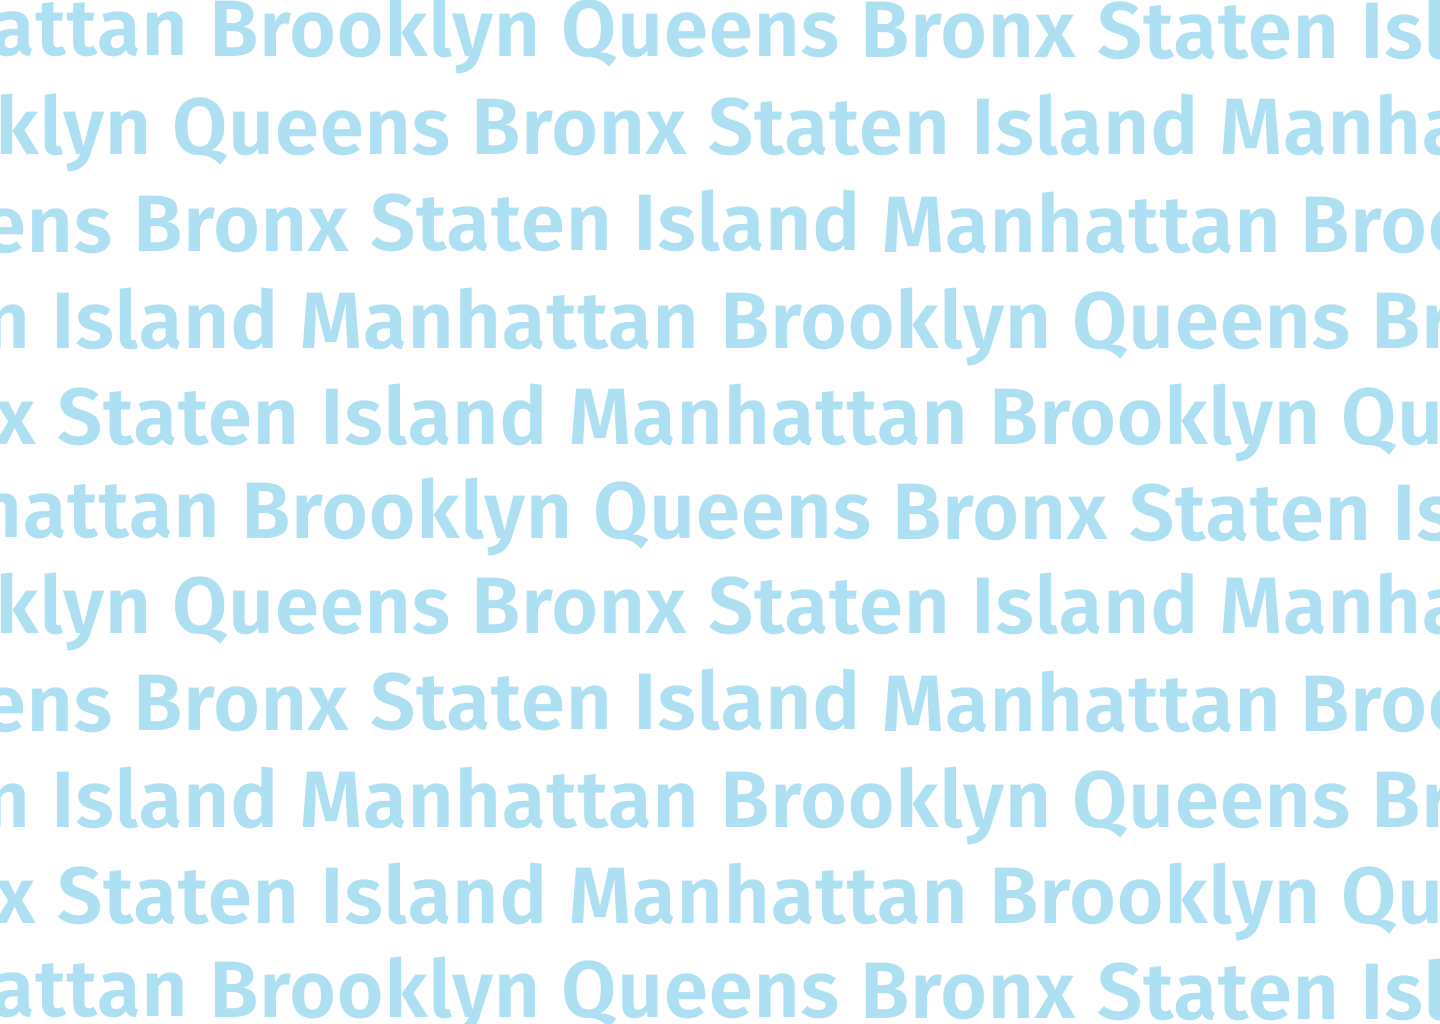 attan Brooklyn Queens Bronx Staten Isl
klyn Queens Bronx Staten Island Manha
ens Bronx Staten Island Manhattan Broo
n Island Manhattan Brooklyn Queens Br
x Staten Island Manhattan Brooklyn Qu
hattan Brooklyn Queens Bronx Staten Is
klyn Queens Bronx Staten Island Manha
ens Bronx Staten Island Manhattan Broo
n Island Manhattan Brooklyn Queens Br
x Staten Island Manhattan Brooklyn Qu
attan Brooklyn Queens Bronx Staten Isl